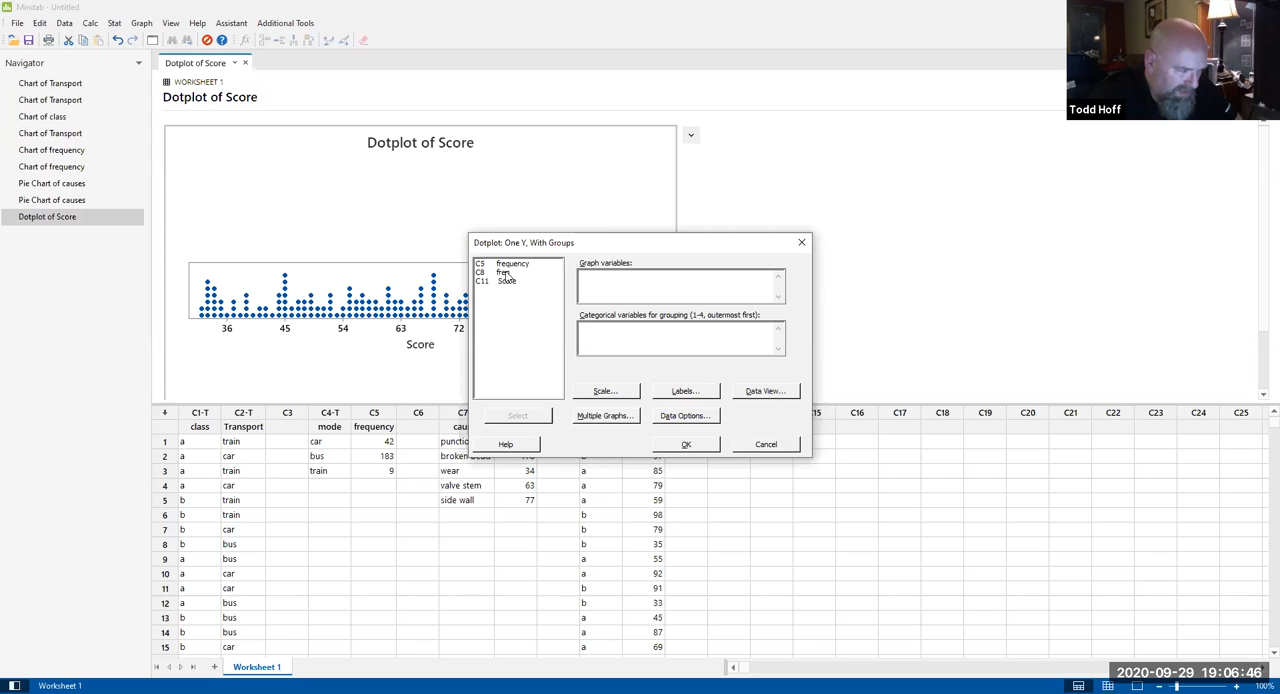 Minitab - Untitled
File Edit Data Calc Stat Graph View Help Assistant Additional Tools
Navigator
Chart of Transport
Chart of Transport
Chart of class
Chart of Transport
Chart of frequency
Chart of frequency
Pie Chart of causes
Pie Chart of causes
Dotplot of Score
Dotplot of Score
WORKSHEET 1
Dotplot of Score
Dotplot of Score
36 45 54 63 72
Score
Dotplot: One Y, With Groups
C5 frequency
C8
C11 Score
Graph variables:
Categorical variables for grouping (1-4, outermost first):
Scale... Labels... Data View...
Select Multiple Graphs... Data Options...
Help OK Cancel
Todd Hoff
C1-T C2-T C3 C4-T C5 C6 C7 C15 C16 C17 C18 C19 C20 C21 C22 C23 C24 C25
class Transport mode frequency
1 a train car 42
2 a car bus 183
3 a train train 9 wear 34 a 85
4 a car valve stem 63 a 79
5 b train side wall 77 a 59
6 b train b 98
7 b car b 79
8 b bus b 35
9 a bus a 55
10 a car a 92
11 a car b 91
12 a bus b 33
13 b bus a 45
14 b bus a 87
15 b car a 69
Worksheet 1
Worksheet 1
2020-09-29 19:06:46
100%